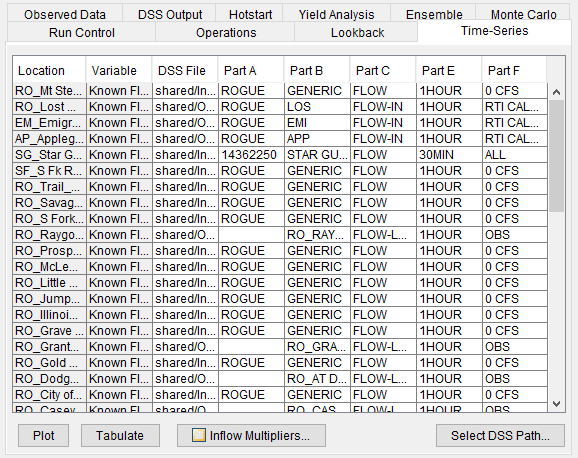 Observed Data DSS Output Hotstart Yield Analysis Ensemble Monte Carlo
Run Control Operations Lookback Time-Series
Location Variable DSS File Part A Part B Part C Part E Part F
RO_Mt Ste... Known Fl... shared/In... ROGUE GENERIC FLOW 1HOUR 0 CFS
RO_Lost ... Known Fl... shared/O... ROGUE LOS FLOW-IN 1HOUR RTI CAL...
EM_Emigr... Known Fl... shared/O... ROGUE EMI FLOW-IN 1HOUR RTI CAL...
AP_Appleg... Known Fl... shared/O... ROGUE APP FLOW-IN 1HOUR RTI CAL...
SG_Star G... Known Fl... shared/In... 14362250 STAR GU... FLOW 30MIN ALL
SF_S Fk R... Known Fl... shared/In... ROGUE GENERIC FLOW 1HOUR 0 CFS
RO_Trail_... Known Fl... shared/In... ROGUE GENERIC FLOW 1HOUR 0 CFS
RO_Savag... Known Fl... shared/In... ROGUE GENERIC FLOW 1HOUR 0 CFS
RO_S Fork... Known Fl... shared/In... ROGUE GENERIC FLOW 1HOUR 0 CFS
RO_Raygo... Known Fl... shared/O... RO_RAY... FLOW-L... 1HOUR OBS
RO_Prosp... Known Fl... shared/In... ROGUE GENERIC FLOW 1HOUR 0 CFS
RO_McLe... Known Fl... shared/In... ROGUE GENERIC FLOW 1HOUR 0 CFS
RO_Little ... Known Fl... shared/In... ROGUE GENERIC FLOW 1HOUR 0 CFS
RO_Jump... Known Fl... shared/In... ROGUE GENERIC FLOW 1HOUR 0 CFS
RO_Illinoi... Known Fl... shared/In... ROGUE GENERIC FLOW 1HOUR 0 CFS
RO_Grave ... Known Fl... shared/In... ROGUE GENERIC FLOW 1HOUR 0 CFS
RO_Grant... Known Fl... shared/O... RO_GRA... FLOW-L... 1HOUR OBS
RO_Gold ... Known Fl... shared/In... ROGUE GENERIC FLOW 1HOUR 0 CFS
RO_Dodg... Known Fl... shared/O... RO_AT D... FLOW-L... 1HOUR OBS
RO_City of... Known Fl... shared/In... ROGUE GENERIC FLOW 1HOUR 0 CFS
RO_Casey... Known Fl... shared/O... RO_CAS... FLOW-L... 1HOUR OBS
Plot Tabulate Inflow Multipliers... Select DSS Path...